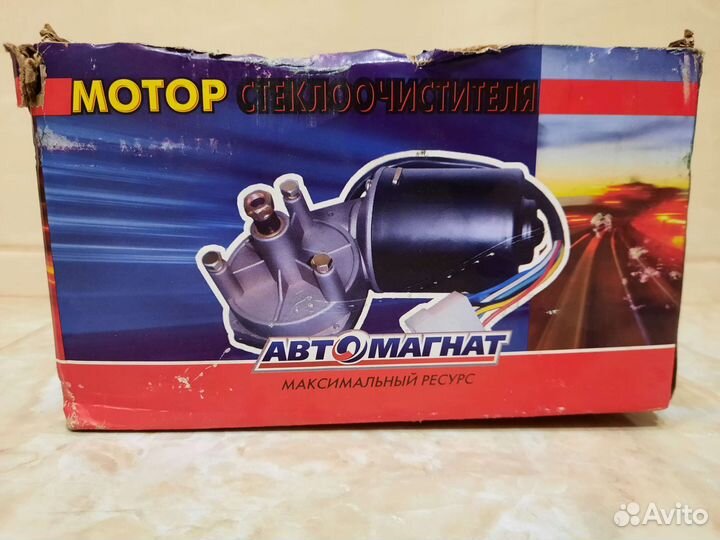 МОТОР СТЕКЛООЧИСТИТЕЛЯ
АВТОМАГНАТ
МАКСИМАЛЬНЫЙ РЕСУРС
Avito